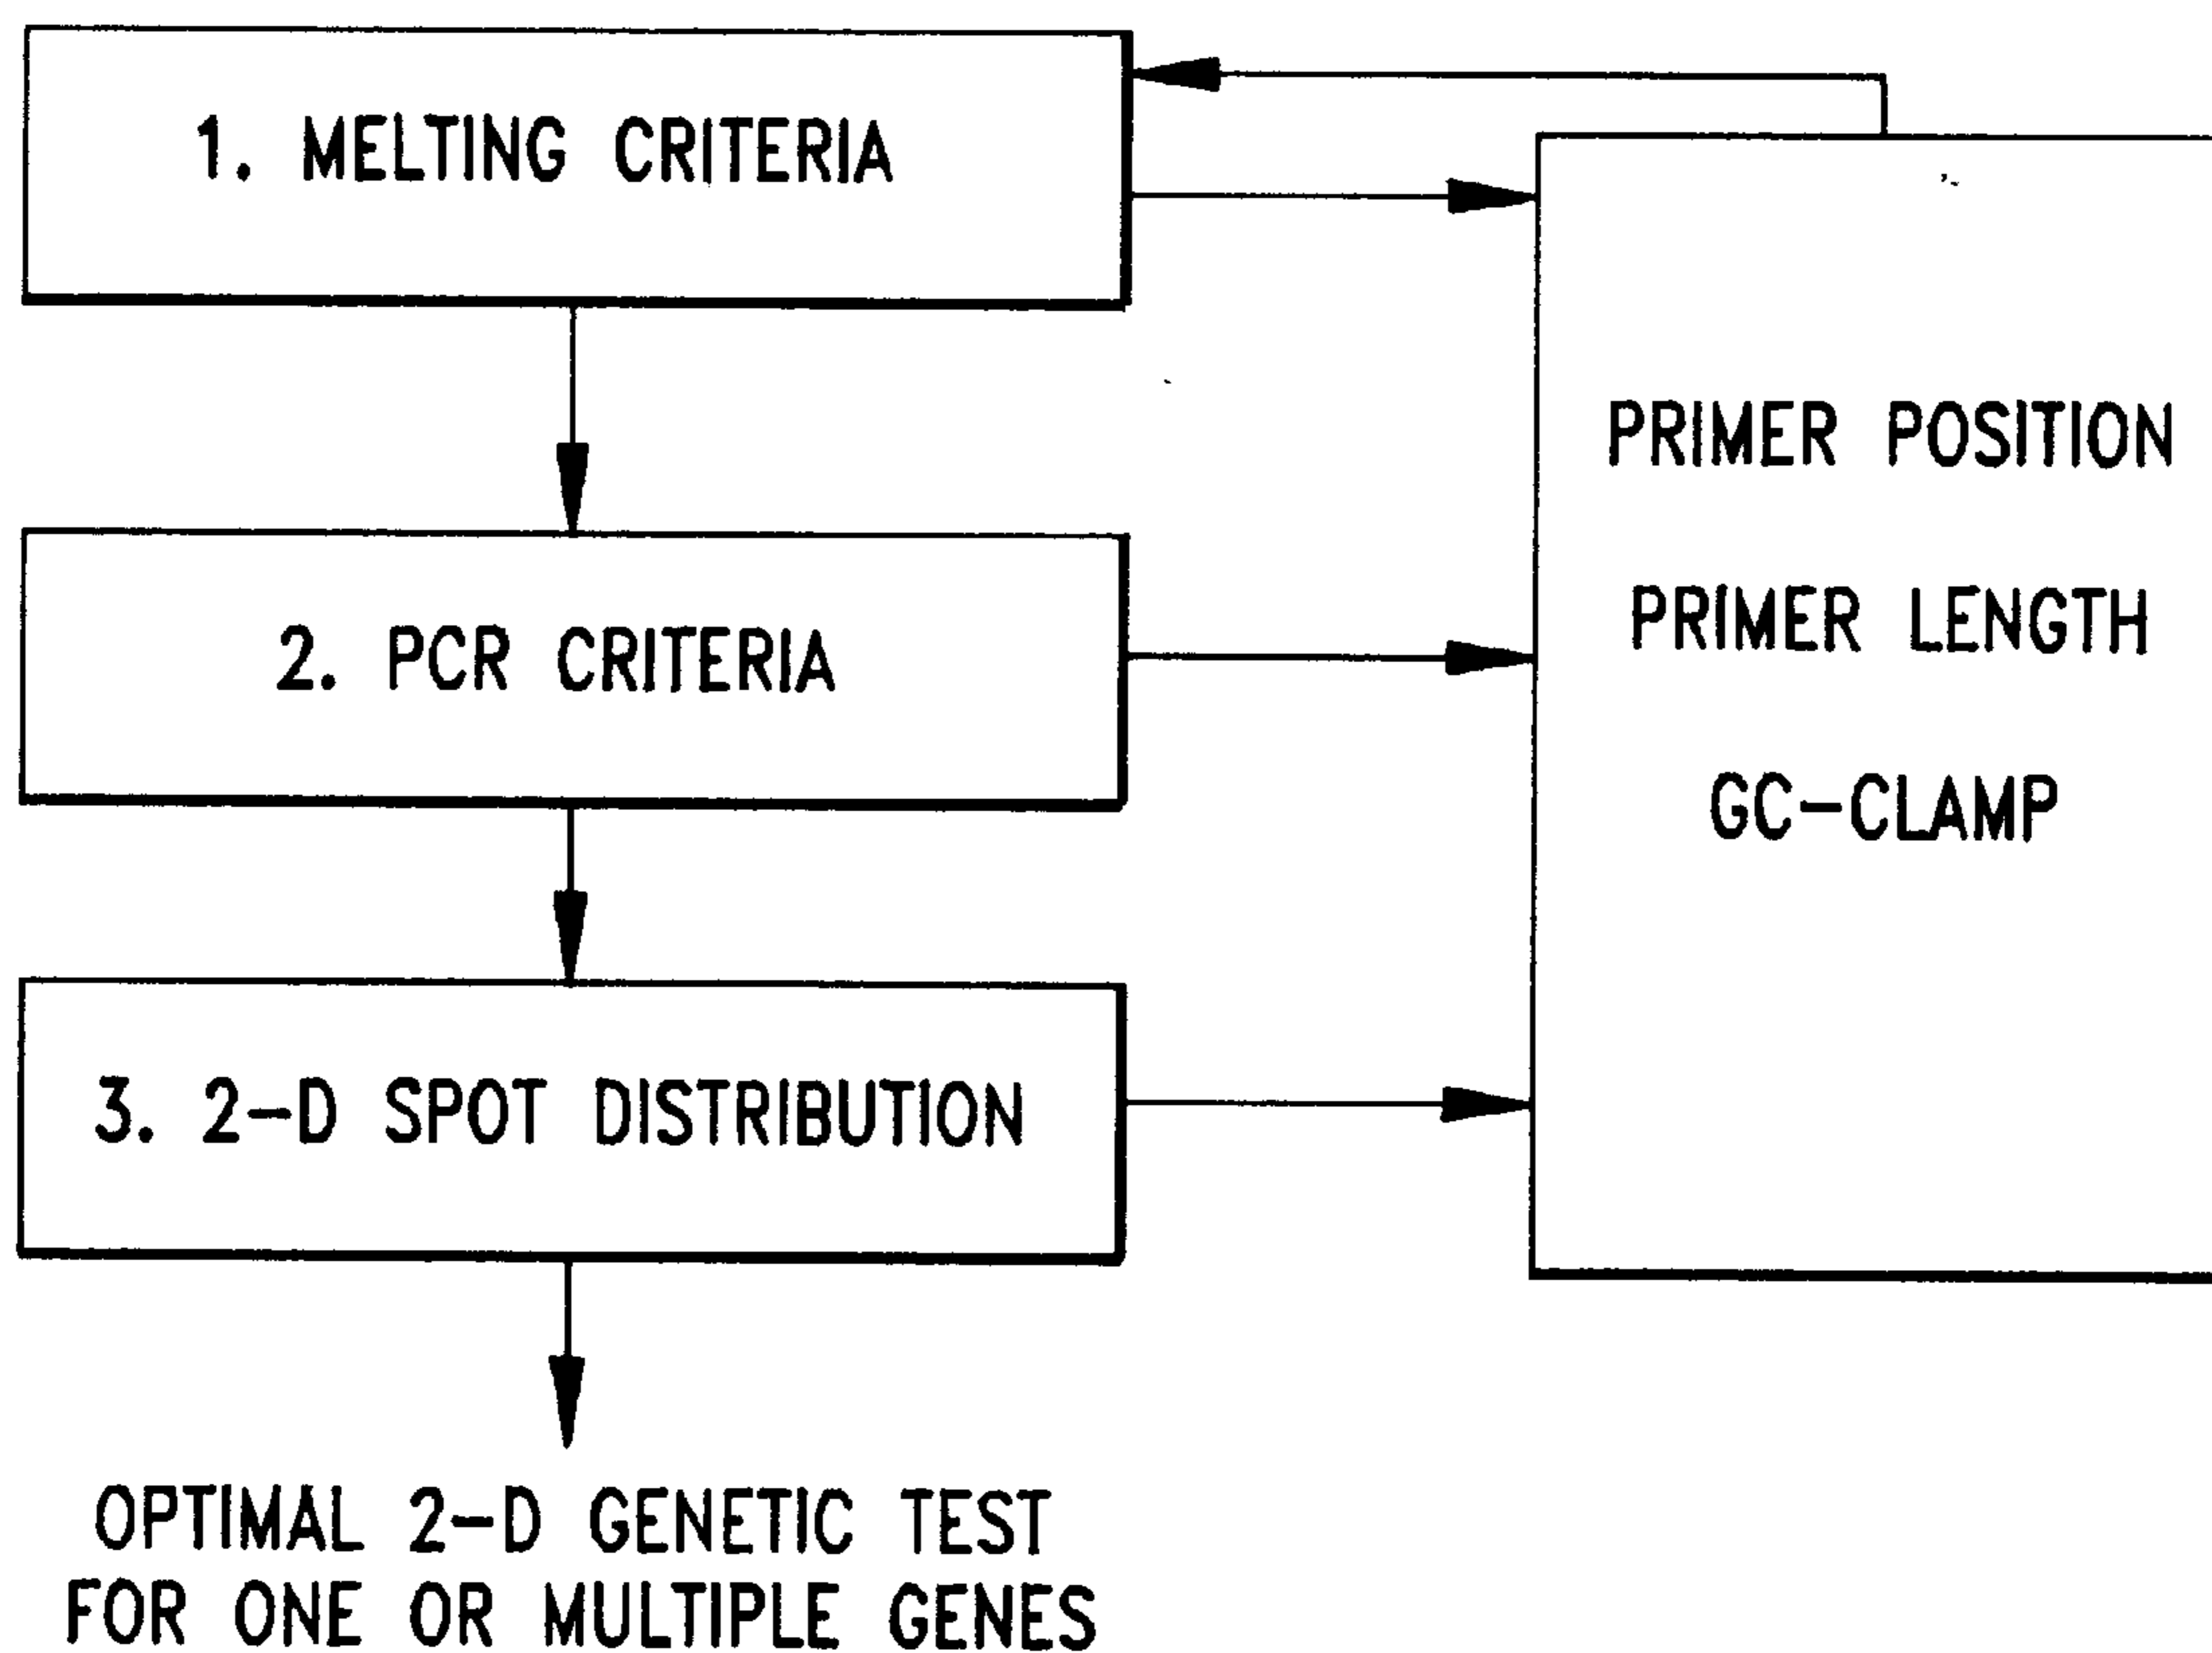 1. MELTING CRITERIA
2. PCR CRITERIA
3. 2-D SPOT DISTRIBUTION
OPTIMAL 2-D GENETIC TEST
FOR ONE OR MULTIPLE GENES
PRIMER POSITION
PRIMER LENGTH
GC-CLAMP